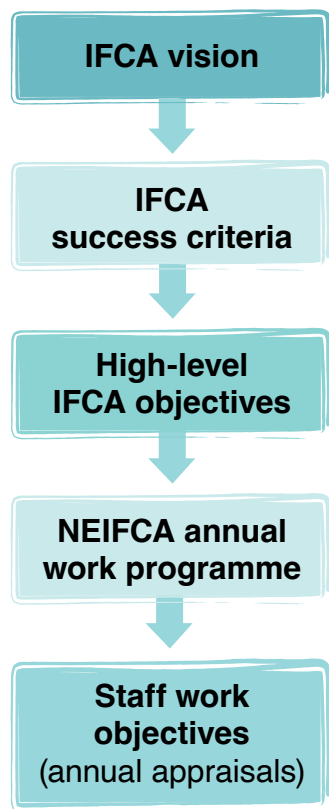 IFCA vision
IFCA
success criteria
High-level
IFCA objectives
NEIFCA annual
work programme
Staff work
objectives
(annual appraisals)